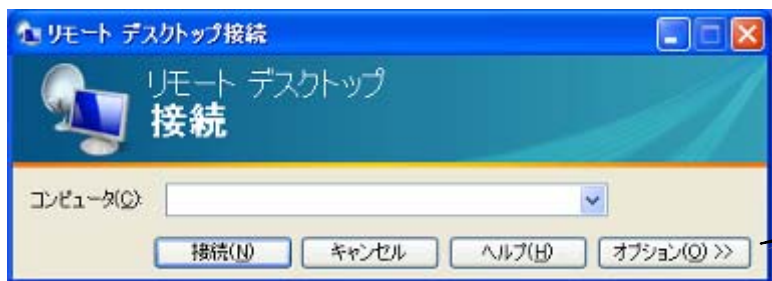 リモート デスクトップ接続
リモート デスクトップ
接続
コンピュータ(C):
接続(N) キャンセル ヘルプ(H) オプション(O) >>